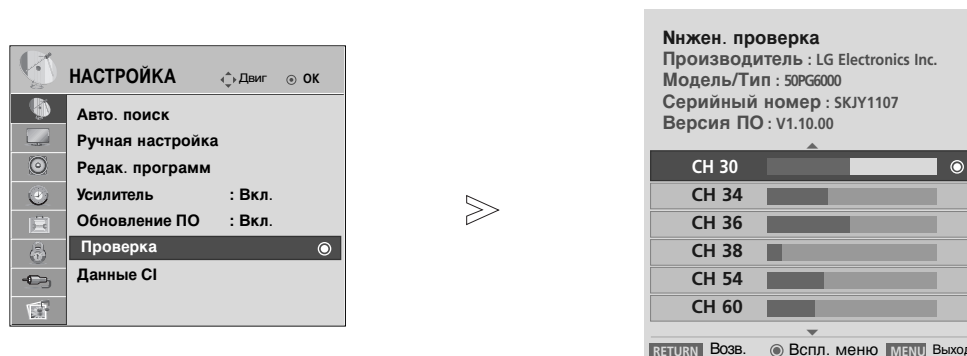 НАСТРОЙКА Двиг ОК
Авто. поиск
Ручная настройка
Редак. программ
Усилитель : Вкл.
Обновление ПО : Вкл.
Проверка
Данные CI
Nнжен. проверка
Производитель : LG Electronics Inc.
Модель/Тип : 50PG6000
Серийный номер : SKJY1107
Версия ПО : V1.10.00
CH 30
CH 34
CH 36
CH 38
CH 54
CH 60
RETURN Возв. Вспл. меню MENU Выход